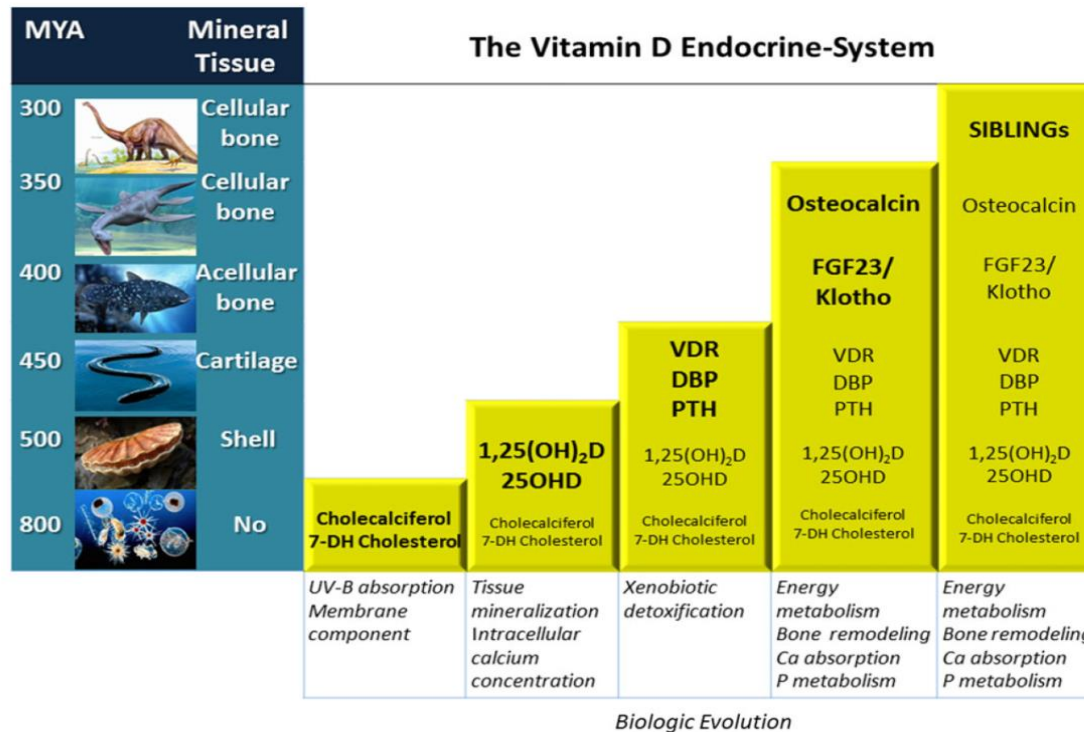 MYA
Mineral
Tissue
The Vitamin D Endocrine-System
300
Cellular
bone
350
Cellular
bone
400
Acellular
bone
450
Cartilage
500
Shell
800
No
Cholecalciferol
7-DH Cholesterol
1,25(OH)₂D
25OHD
Cholecalciferol
7-DH Cholesterol
VDR
DBP
PTH
1,25(OH)₂D
25OHD
Cholecalciferol
7-DH Cholesterol
Osteocalcin
FGF23/
Klotho
VDR
DBP
PTH
1,25(OH)₂D
25OHD
Cholecalciferol
7-DH Cholesterol
SIBLINGs
Osteocalcin
FGF23/
Klotho
VDR
DBP
PTH
1,25(OH)₂D
25OHD
Cholecalciferol
7-DH Cholesterol
UV-B absorption
Membrane
component
Tissue
mineralization
Intracellular
calcium
concentration
Xenobiotic
detoxification
Energy
metabolism
Bone remodeling
Ca absorption
P metabolism
Energy
metabolism
Bone remodeling
Ca absorption
P metabolism
Biologic Evolution